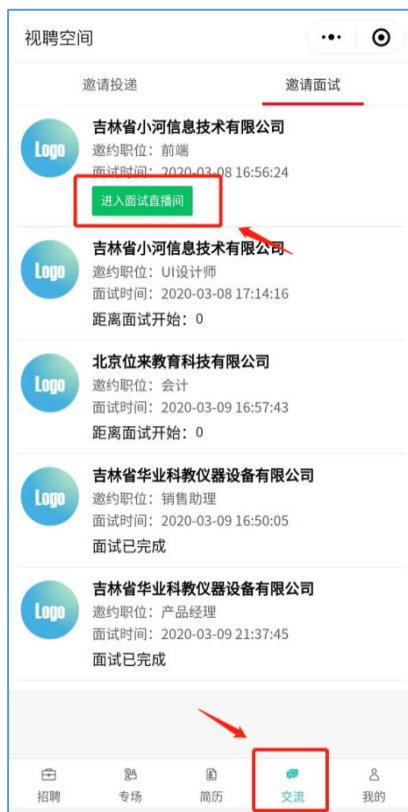 视聘空间
邀请投递 邀请面试
Logo
吉林省小河信息技术有限公司
邀约职位：前端
面试时间：2020-03-08 16:56:24
进入面试直播间
Logo
吉林省小河信息技术有限公司
邀约职位：UI设计师
面试时间：2020-03-08 17:14:16
距离面试开始：0
Logo
北京位来教育科技有限公司
邀约职位：会计
面试时间：2020-03-09 16:57:43
距离面试开始：0
Logo
吉林省华业科教仪器设备有限公司
邀约职位：销售助理
面试时间：2020-03-09 16:50:05
面试已完成
Logo
吉林省华业科教仪器设备有限公司
邀约职位：产品经理
面试时间：2020-03-09 21:37:45
面试已完成
招聘 专场 简历 交流 我的